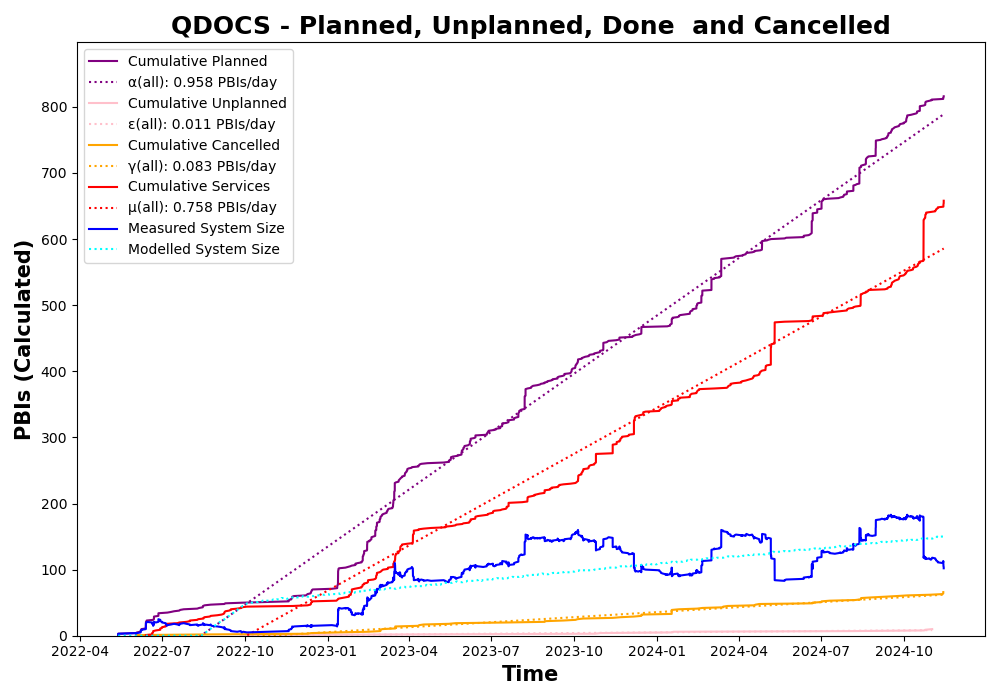 QDOCS - Planned, Unplanned, Done  and Cancelled
Cumulative Planned
α(all): 0.958 PBIs/day
Cumulative Unplanned
ε(all): 0.011 PBIs/day
Cumulative Cancelled
γ(all): 0.083 PBIs/day
Cumulative Services
μ(all): 0.758 PBIs/day
Measured System Size
Modelled System Size
PBIs (Calculated)
800
700
600
500
400
300
200
100
0
2022-04 2022-07 2022-10 2023-01 2023-04 2023-07 2023-10 2024-01 2024-04 2024-07 2024-10
Time